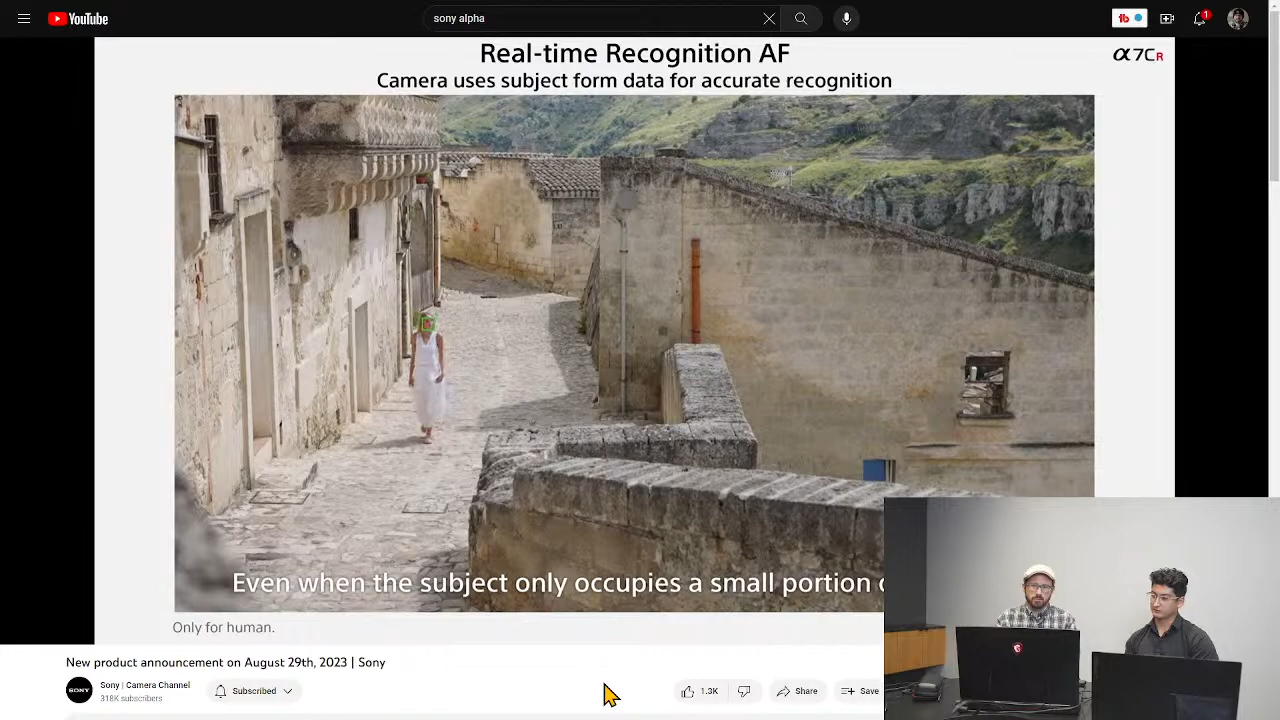 YouTube
sony alpha
1
Real-time Recognition AF
α7CR
Camera uses subject form data for accurate recognition
Even when the subject only occupies a small portion
Only for human.
New product announcement on August 29th, 2023 | Sony
SONY
Sony | Camera Channel
318K subscribers
Subscribed
1.3K
Share
Save